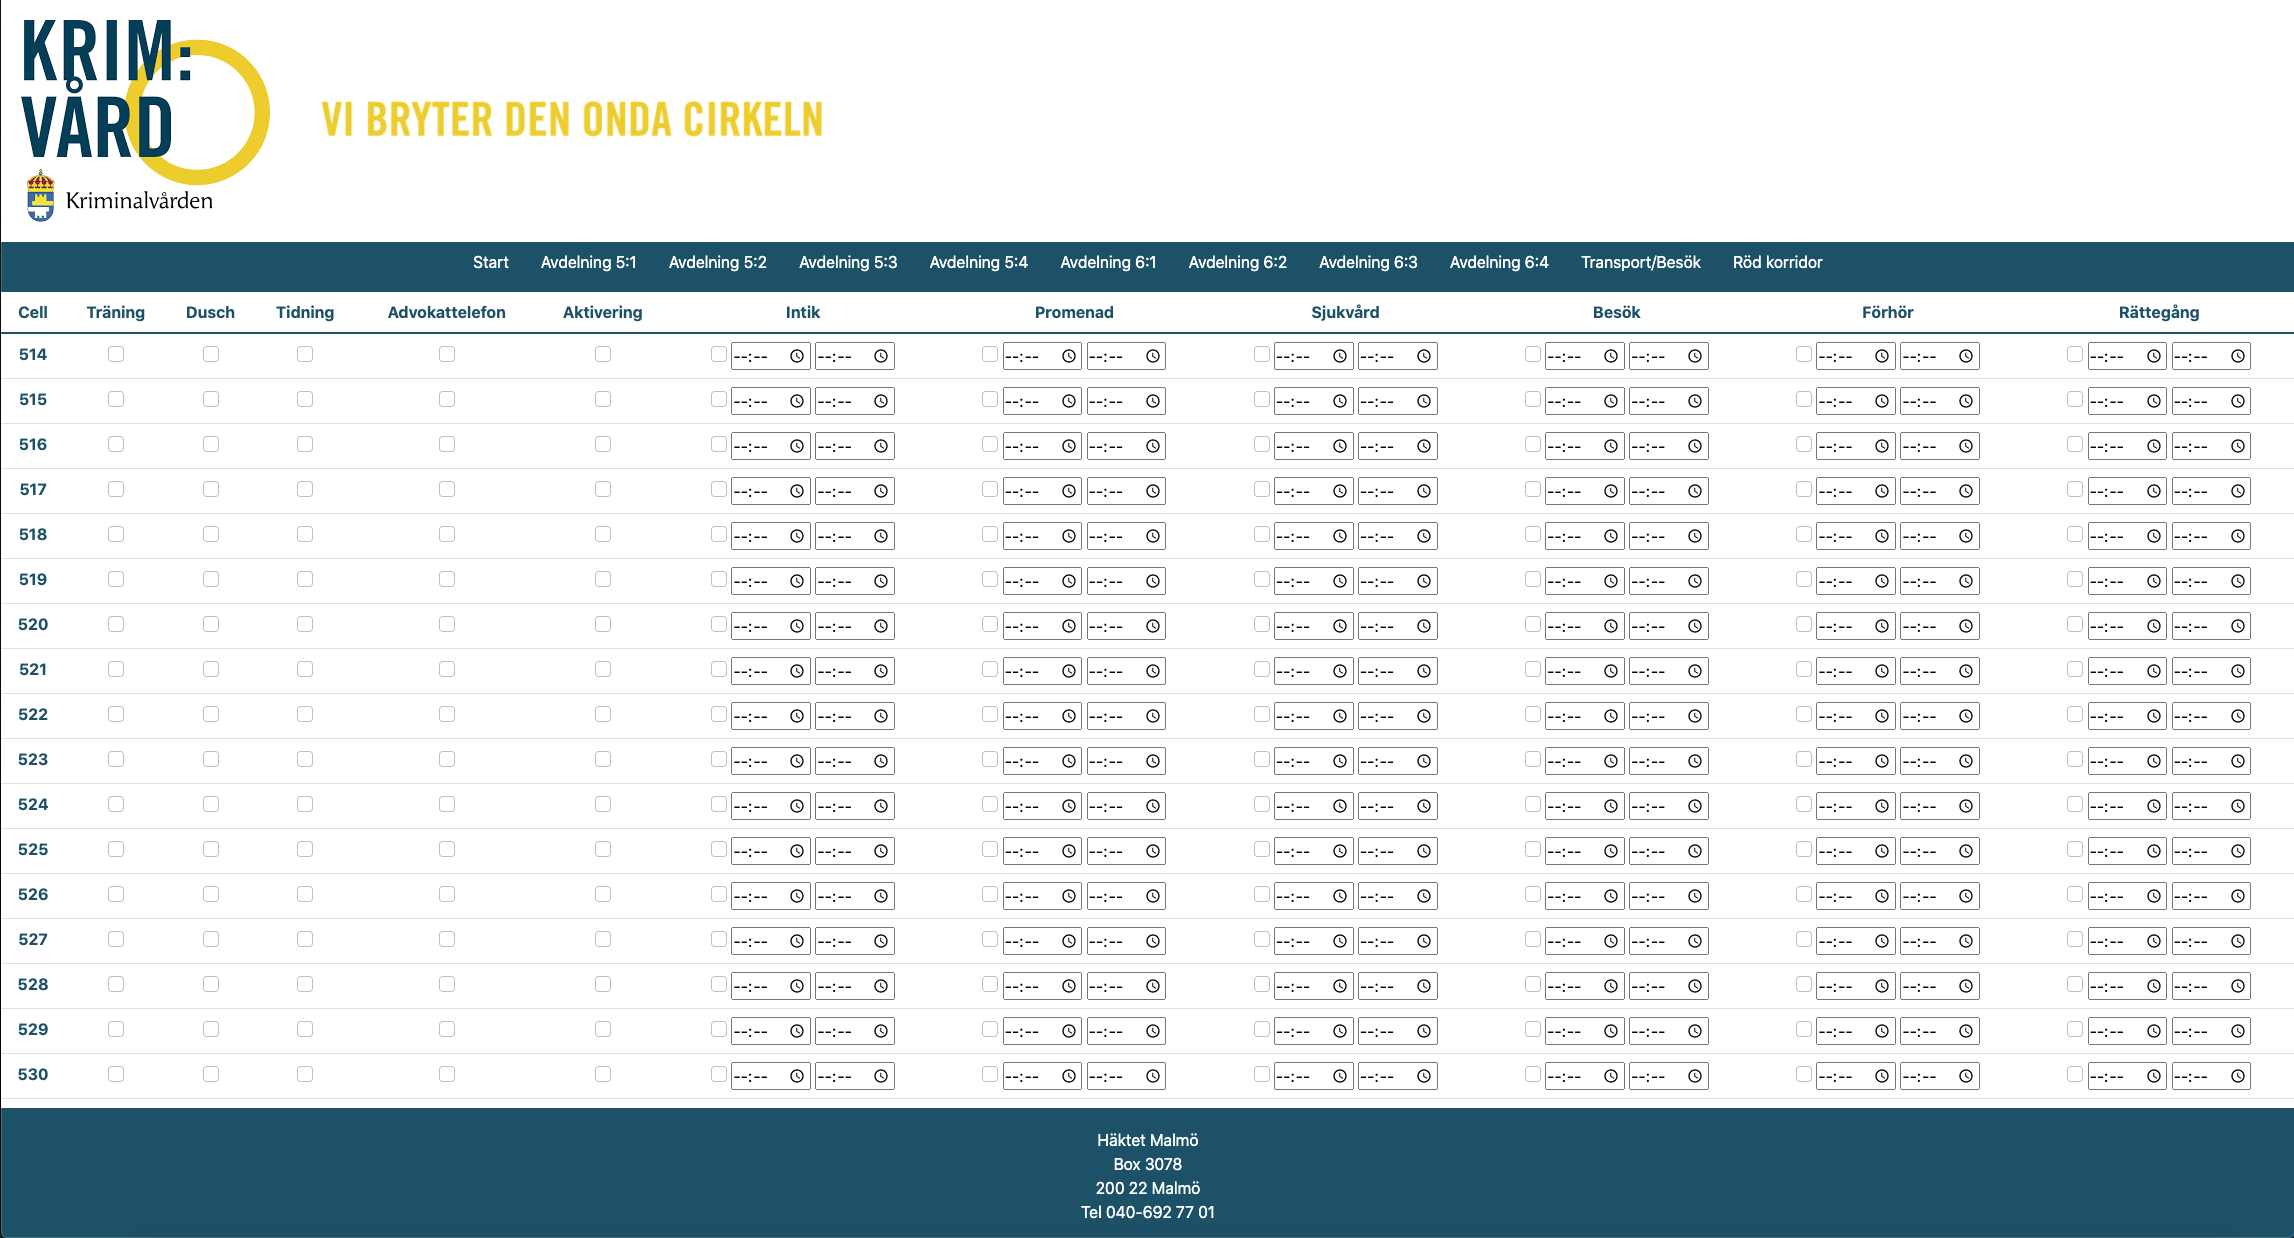 KRIM:
VÅRD
VI BRYTER DEN ONDA CIRKELN
Kriminalvården
Start Avdelning 5:1 Avdelning 5:2 Avdelning 5:3 Avdelning 5:4 Avdelning 6:1 Avdelning 6:2 Avdelning 6:3 Avdelning 6:4 Transport/Besök Röd korridor
Cell Träning Dusch Tidning Advokattelefon Aktivering Intik Promenad Sjukvård Besök Förhör Rättegång
514 --:-- --:-- --:-- --:-- --:-- --:-- --:-- --:-- --:-- --:-- --:-- --:--
515 --:-- --:-- --:-- --:-- --:-- --:-- --:-- --:-- --:-- --:-- --:-- --:--
516 --:-- --:-- --:-- --:-- --:-- --:-- --:-- --:-- --:-- --:-- --:-- --:--
517 --:-- --:-- --:-- --:-- --:-- --:-- --:-- --:-- --:-- --:-- --:-- --:--
518 --:-- --:-- --:-- --:-- --:-- --:-- --:-- --:-- --:-- --:-- --:-- --:--
519 --:-- --:-- --:-- --:-- --:-- --:-- --:-- --:-- --:-- --:-- --:-- --:--
520 --:-- --:-- --:-- --:-- --:-- --:-- --:-- --:-- --:-- --:-- --:-- --:--
521 --:-- --:-- --:-- --:-- --:-- --:-- --:-- --:-- --:-- --:-- --:-- --:--
522 --:-- --:-- --:-- --:-- --:-- --:-- --:-- --:-- --:-- --:-- --:-- --:--
523 --:-- --:-- --:-- --:-- --:-- --:-- --:-- --:-- --:-- --:-- --:-- --:--
524 --:-- --:-- --:-- --:-- --:-- --:-- --:-- --:-- --:-- --:-- --:-- --:--
525 --:-- --:-- --:-- --:-- --:-- --:-- --:-- --:-- --:-- --:-- --:-- --:--
526 --:-- --:-- --:-- --:-- --:-- --:-- --:-- --:-- --:-- --:-- --:-- --:--
527 --:-- --:-- --:-- --:-- --:-- --:-- --:-- --:-- --:-- --:-- --:-- --:--
528 --:-- --:-- --:-- --:-- --:-- --:-- --:-- --:-- --:-- --:-- --:-- --:--
529 --:-- --:-- --:-- --:-- --:-- --:-- --:-- --:-- --:-- --:-- --:-- --:--
530 --:-- --:-- --:-- --:-- --:-- --:-- --:-- --:-- --:-- --:-- --:-- --:--
Häktet Malmö
Box 3078
200 22 Malmö
Tel 040-692 77 01